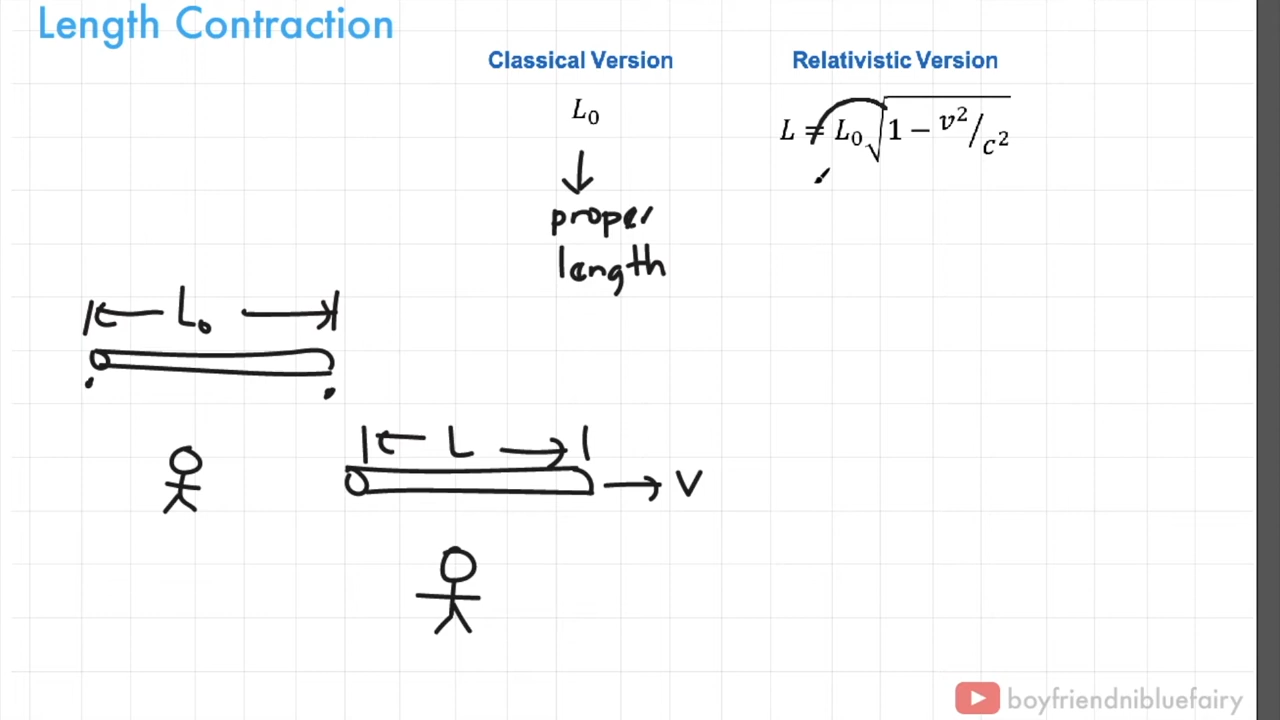 Length Contraction
Classical Version
Relativistic Version
L₀
L = L₀√1 − v²/c²
proper
length
L₀
L
V
boyfriendnibluefairy